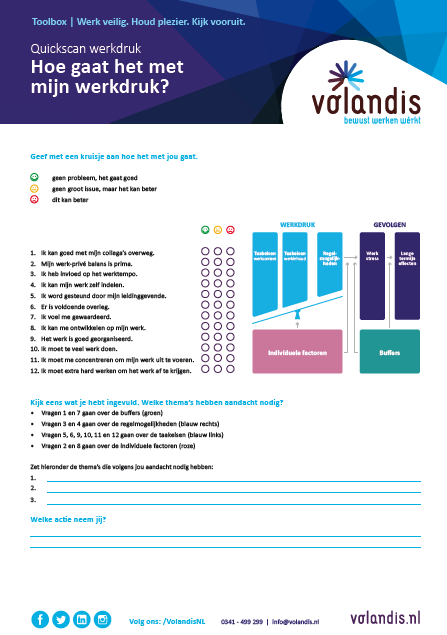 Toolbox | Werk veilig. Houd plezier. Kijk vooruit.
Quickscan werkdruk
Hoe gaat het met
mijn werkdruk?
volandis
bewust werken wérkt
Geef met een kruisje aan hoe het met jou gaat.
geen probleem, het gaat goed
geen groot issue, maar het kan beter
dit kan beter
WERKDRUK
GEVOLGEN
1. Ik kan goed met mijn collega's overweg.
2. Mijn werk-privé balans is prima.
3. Ik heb invloed op het werktempo.
4. Ik kan mijn werk zelf indelen.
5. Ik word gesteund door mijn leidinggevende.
6. Er is voldoende overleg.
7. Ik voel me gewaardeerd.
8. Ik kan me ontwikkelen op mijn werk.
9. Het werk is goed georganiseerd.
10. Ik moet te veel werk doen.
11. Ik moet me concentreren om mijn werk uit te voeren.
12. Ik moet extra hard werken om het werk af te krijgen.
Taakeisen
werkinhoud
Regel-
mogelijk-
heden
Werk
stress
Lange
termijn
effecten
Individuele factoren
Buffers
Kijk eens wat je hebt ingevuld. Welke thema's hebben aandacht nodig?
• Vragen 1 en 7 gaan over de buffers (groen)
• Vragen 3 en 4 gaan over de regelmogelijkheden (blauw rechts)
• Vragen 5, 6, 9, 10, 11 en 12 gaan over de taakeisen (blauw links)
• Vragen 2 en 8 gaan over de individuele factoren (roze)
Zet hieronder de thema's die volgens jou aandacht nodig hebben:
1.
2.
3.
Welke actie neem jij?
Volg ons: /VolandisNL
0341 - 499 299 | info@volandis.nl
volandis.nl